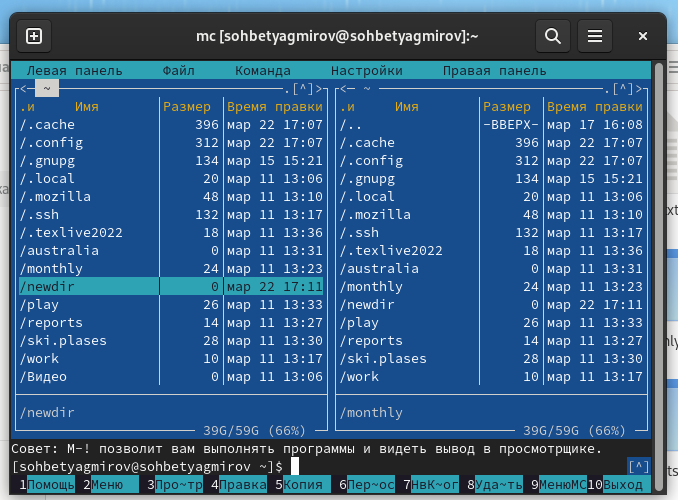 mc [sohbetyagmirov@sohbetyagmirov]:~
Левая панель Файл Команда Настройки Правая панель
<─ ~ .[^]> <─ ~ .[^]>
.и Имя Размер Время правки .и Имя Размер Время правки
/.cache 396 мар 22 17:07 /.. -ВВЕРХ- мар 17 16:08
/.config 312 мар 22 17:07 /.cache 396 мар 22 17:07
/.gnupg 134 мар 15 15:21 /.config 312 мар 22 17:07
/.local 20 мар 11 13:06 /.gnupg 134 мар 15 15:21
/.mozilla 48 мар 11 13:10 /.local 20 мар 11 13:06
/.ssh 132 мар 11 13:17 /.mozilla 48 мар 11 13:10
/.texlive2022 18 мар 11 13:36 /.ssh 132 мар 11 13:17
/australia 0 мар 11 13:31 /.texlive2022 18 мар 11 13:36
/monthly 24 мар 11 13:23 /australia 0 мар 11 13:31
/newdir 0 мар 22 17:11 /monthly 24 мар 11 13:23
/play 26 мар 11 13:33 /newdir 0 мар 22 17:11
/reports 14 мар 11 13:27 /play 26 мар 11 13:33
/ski.plases 28 мар 11 13:30 /reports 14 мар 11 13:27
/work 10 мар 11 13:17 /ski.plases 28 мар 11 13:30
/Видео 0 мар 11 13:06 /work 10 мар 11 13:17
/newdir /monthly
39G/59G (66%) 39G/59G (66%)
Совет: M-! позволит вам выполнять программы и видеть вывод в просмотрщике.
[sohbetyagmirov@sohbetyagmirov ~]$ [^]
1Помощь 2Меню 3Про~тр 4Правка 5Копия 6Пер~ос 7НвК~ог 8Уда~ть 9МенюMC 10Выход